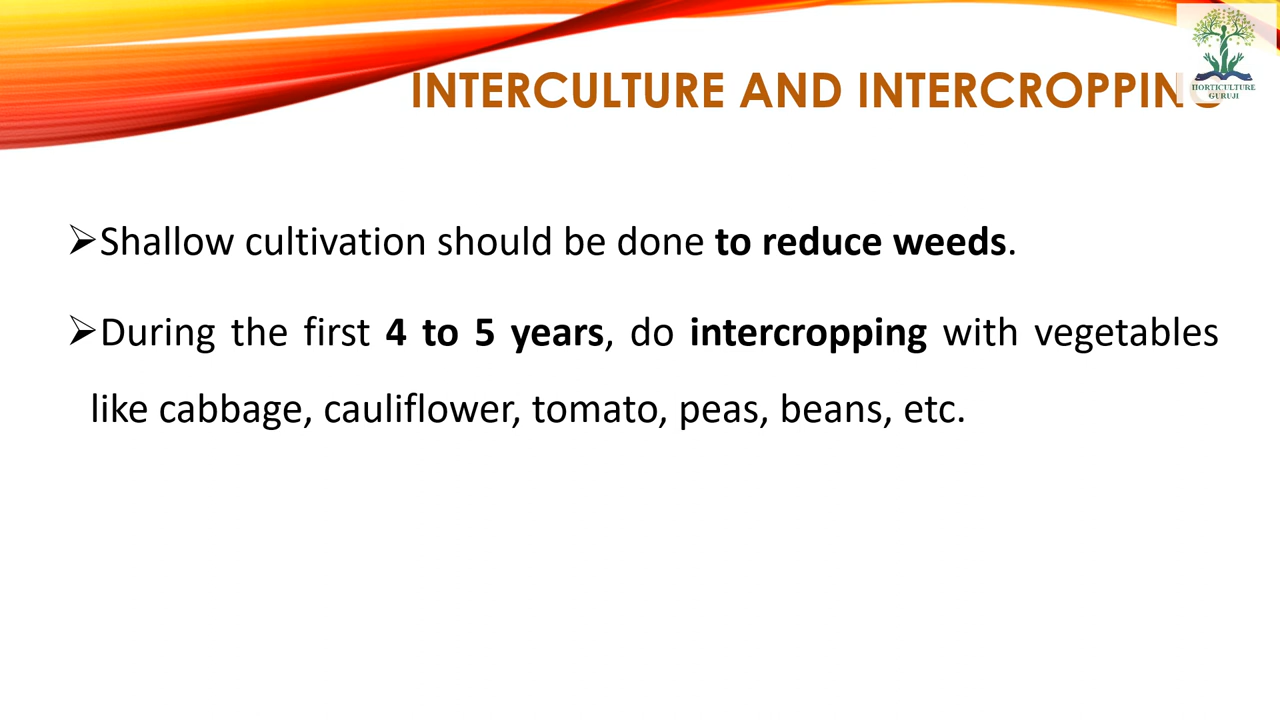 INTERCULTURE AND INTERCROPPING
HORTICULTURE
GURUJI
➢Shallow cultivation should be done to reduce weeds.
➢During the first 4 to 5 years, do intercropping with vegetables
like cabbage, cauliflower, tomato, peas, beans, etc.